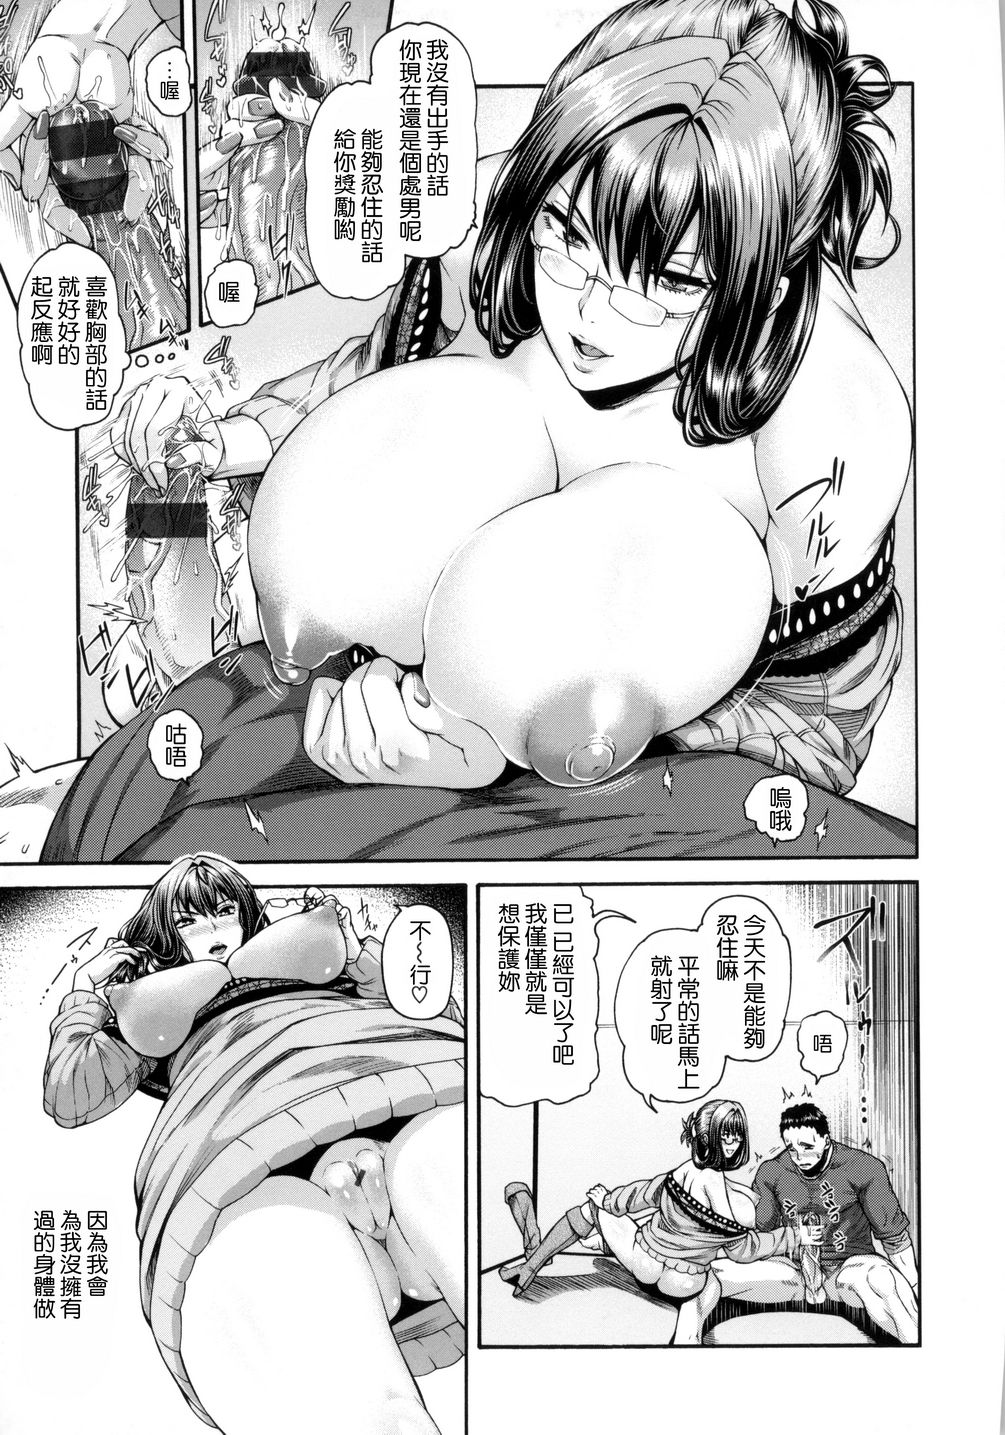 我沒有出手的話
你現在還是個處男呢
能夠忍住的話
給你獎勵喲
喔
…喔
喜歡胸部的話
就好好的
起反應啊
嗚哦
咕唔
今天不是能夠
忍住嘛
平常的話馬上
就射了呢
唔
已已經可以了吧
我僅僅就是
想保護妳
不~行♡
因為我會
為我沒擁有
過的身體做